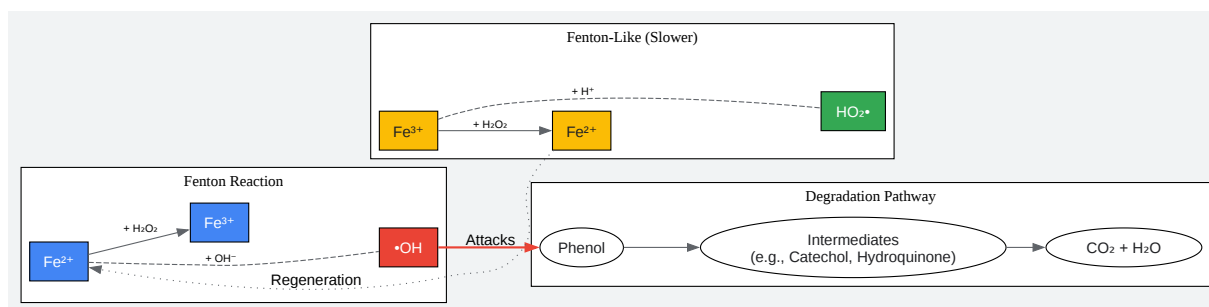 Fenton-Like (Slower)
+ H⁺
HO₂•
Fe³⁺
+ H₂O₂
Fe²⁺
Fenton Reaction
Fe³⁺
+ H₂O₂
Fe²⁺
+ OH⁻
•OH
Regeneration
Attacks
Degradation Pathway
Phenol
Intermediates
(e.g., Catechol, Hydroquinone)
CO₂ + H₂O